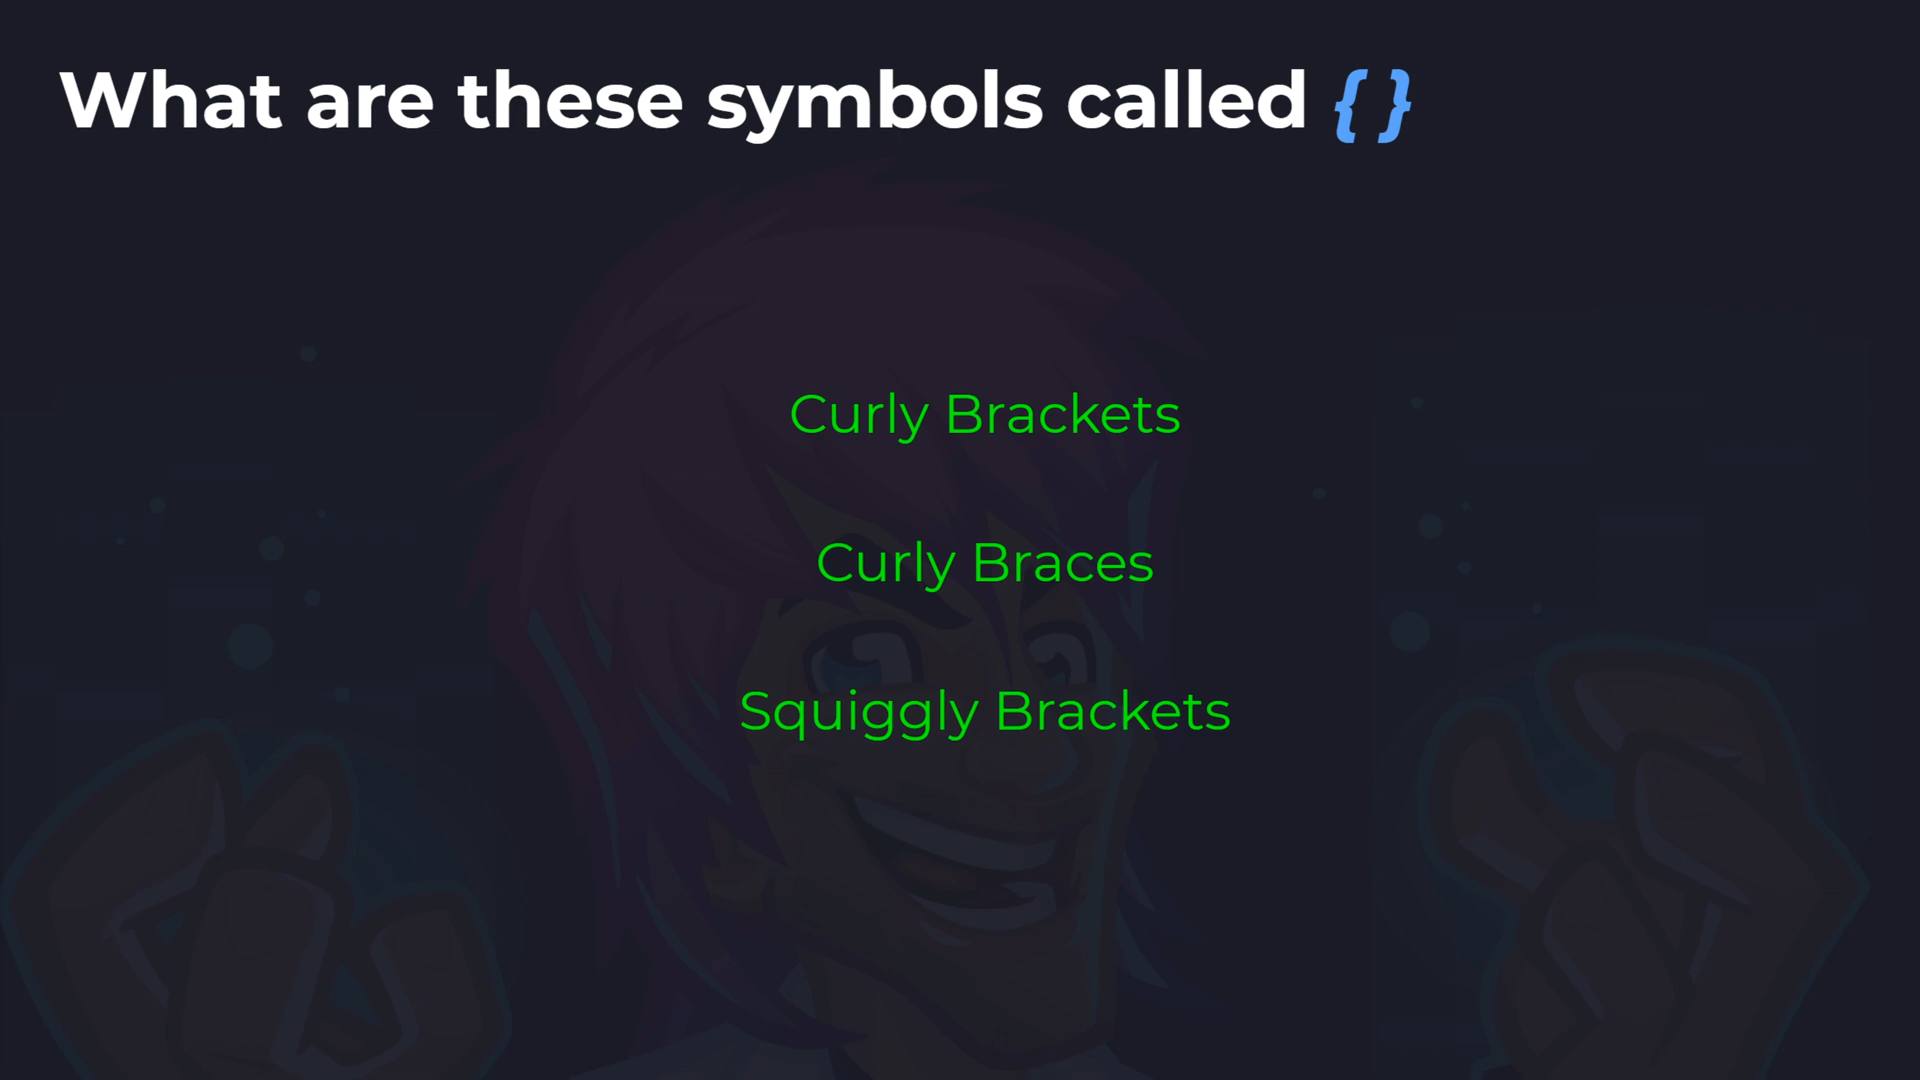 What are these symbols called { }
Curly Brackets
Curly Braces
Squiggly Brackets